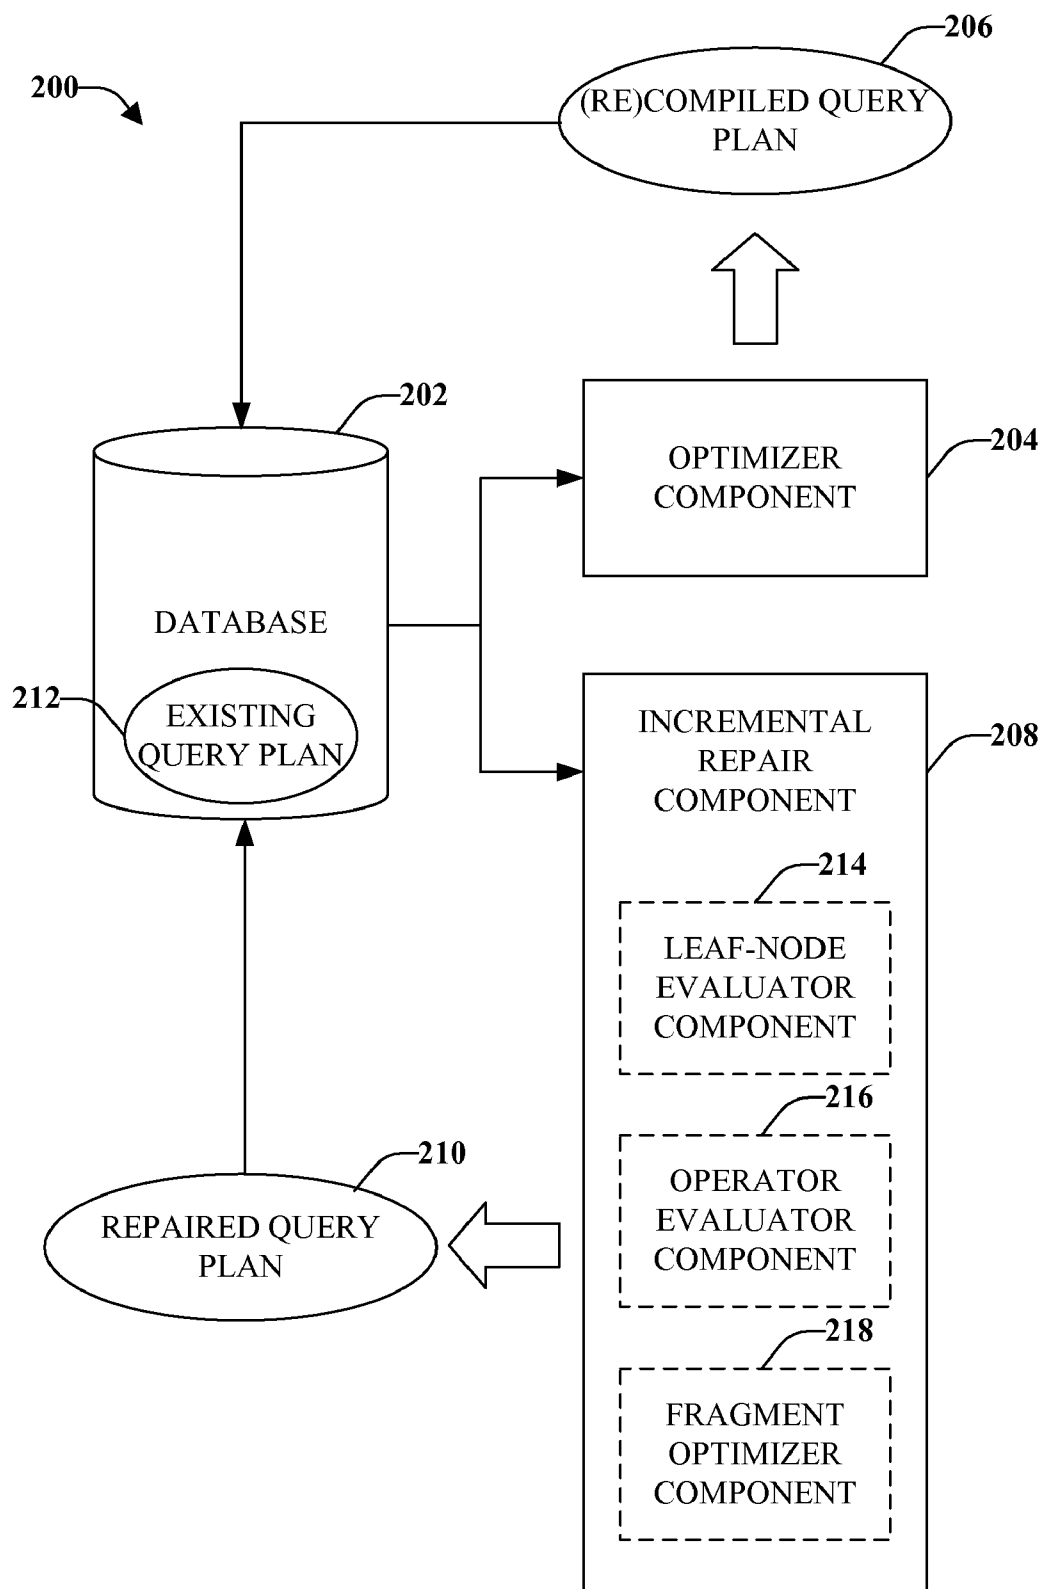 206
200
(RE)COMPILED QUERY
PLAN
202
OPTIMIZER
COMPONENT
204
DATABASE
212
EXISTING
QUERY PLAN
INCREMENTAL
REPAIR
COMPONENT
208
214
LEAF-NODE
EVALUATOR
COMPONENT
216
OPERATOR
EVALUATOR
COMPONENT
210
REPAIRED QUERY
PLAN
218
FRAGMENT
OPTIMIZER
COMPONENT